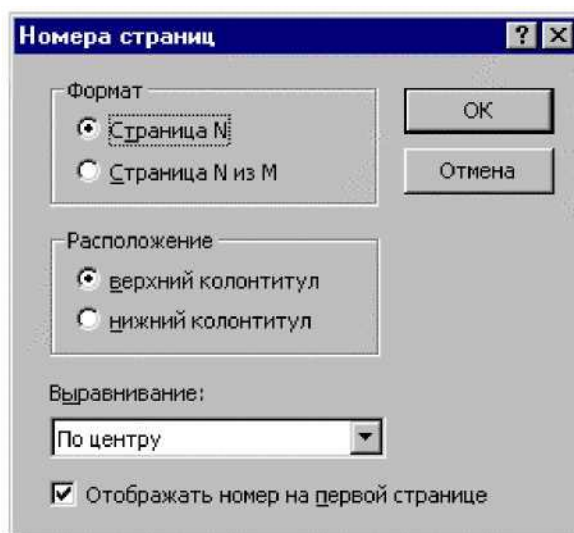 Номера страниц
Формат
Страница N
Страница N из M
ОК
Отмена
Расположение
верхний колонтитул
нижний колонтитул
Выравнивание:
По центру
Отображать номер на первой странице